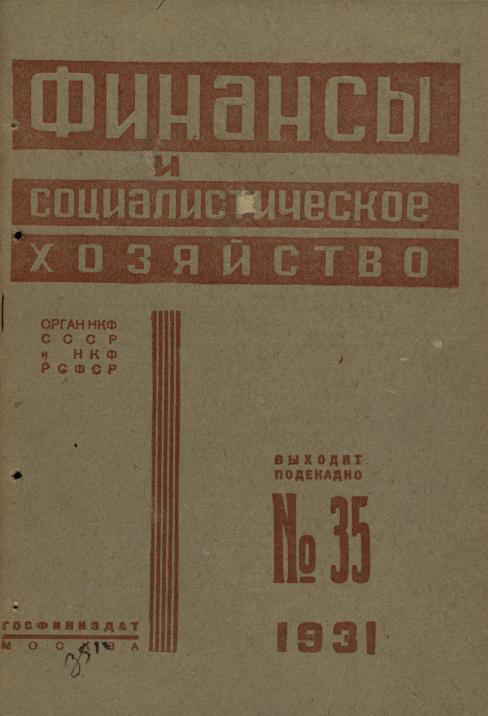 ФИНАНСЫ
И
СОЦИАЛИСТИЧЕСКОЕ
ХОЗЯЙСТВО
ОРГАН НКФ
СССР
и НКФ
РСФСР
ВЫХОДИТ
ПОДЕКАДНО
№ 35
1931
ГОСФИНИЗДАТ
МОСКВА